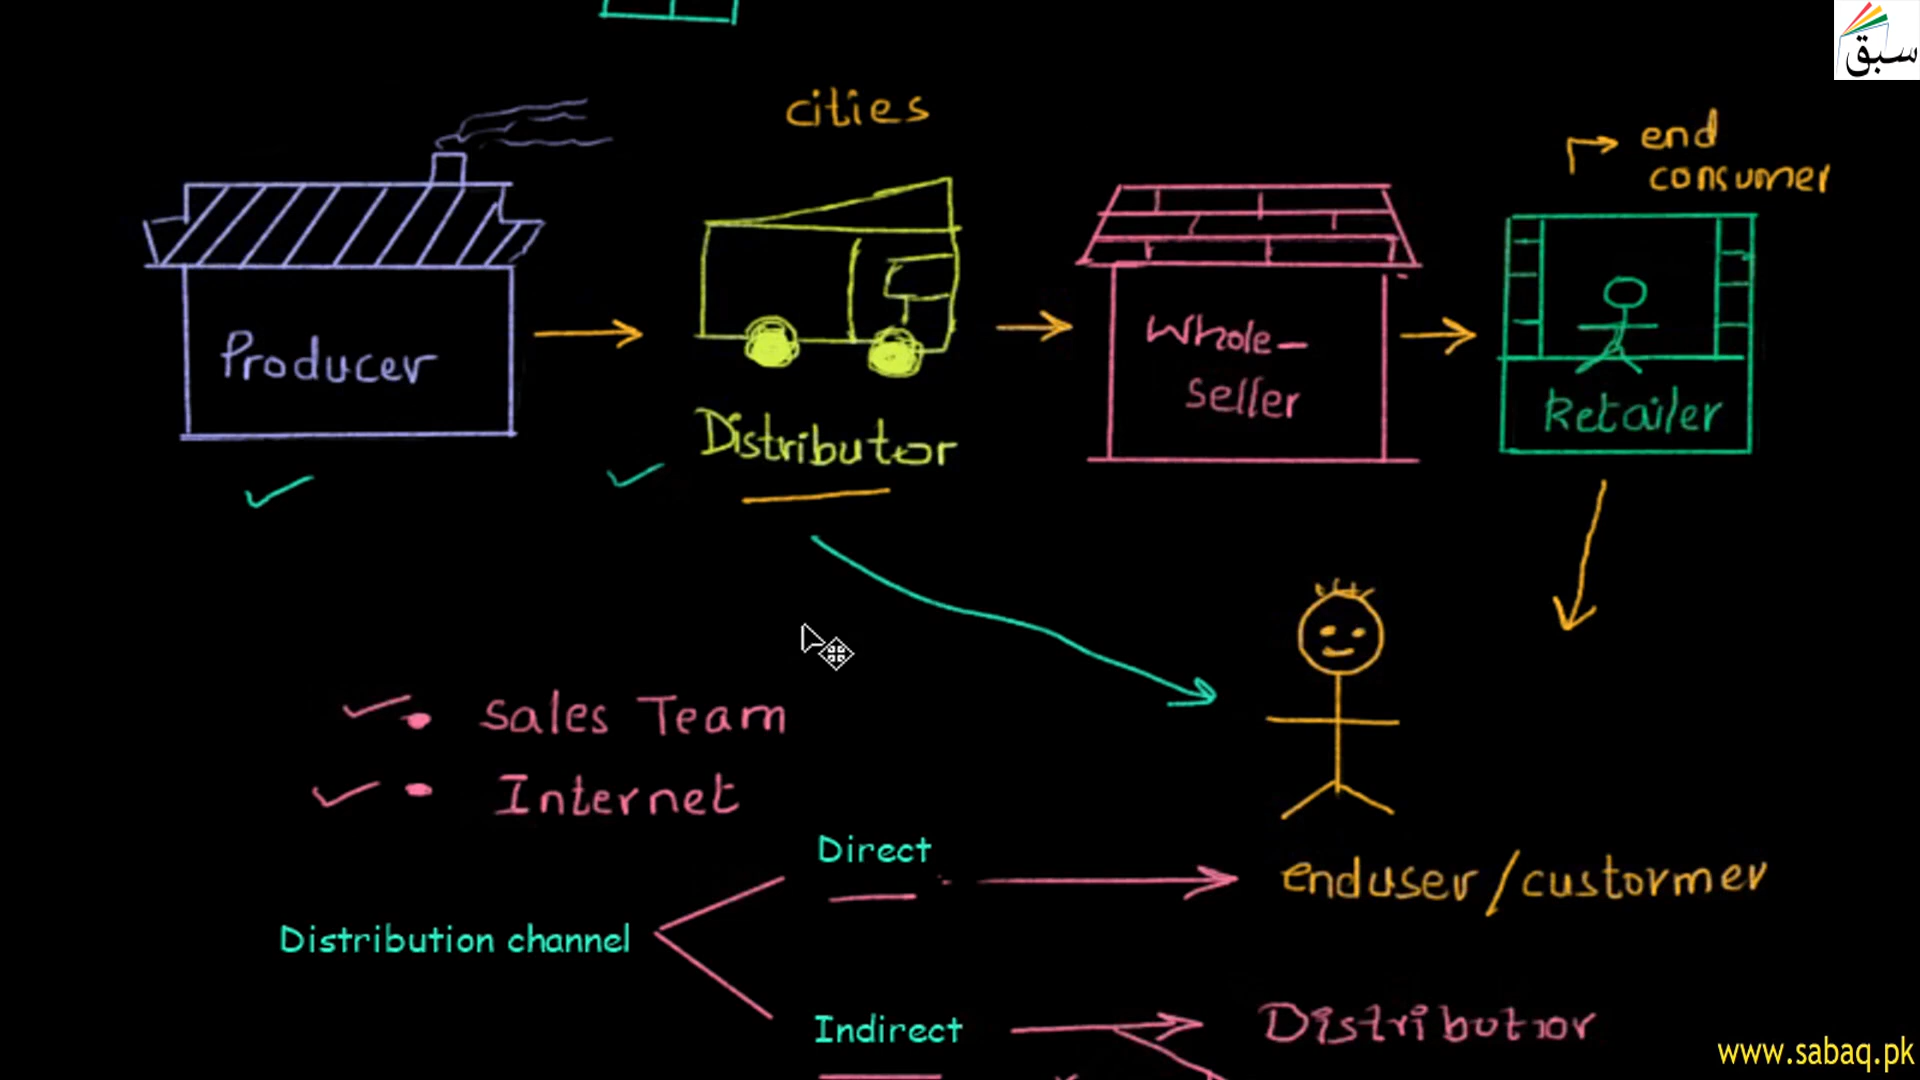 سبق
cities
end
consumer
Producer
Distributor
Whole-
seller
Retailer
• Sales Team
• Internet
Direct
enduser/custormer
Distribution channel
Indirect
Distributior
www.sabaq.pk